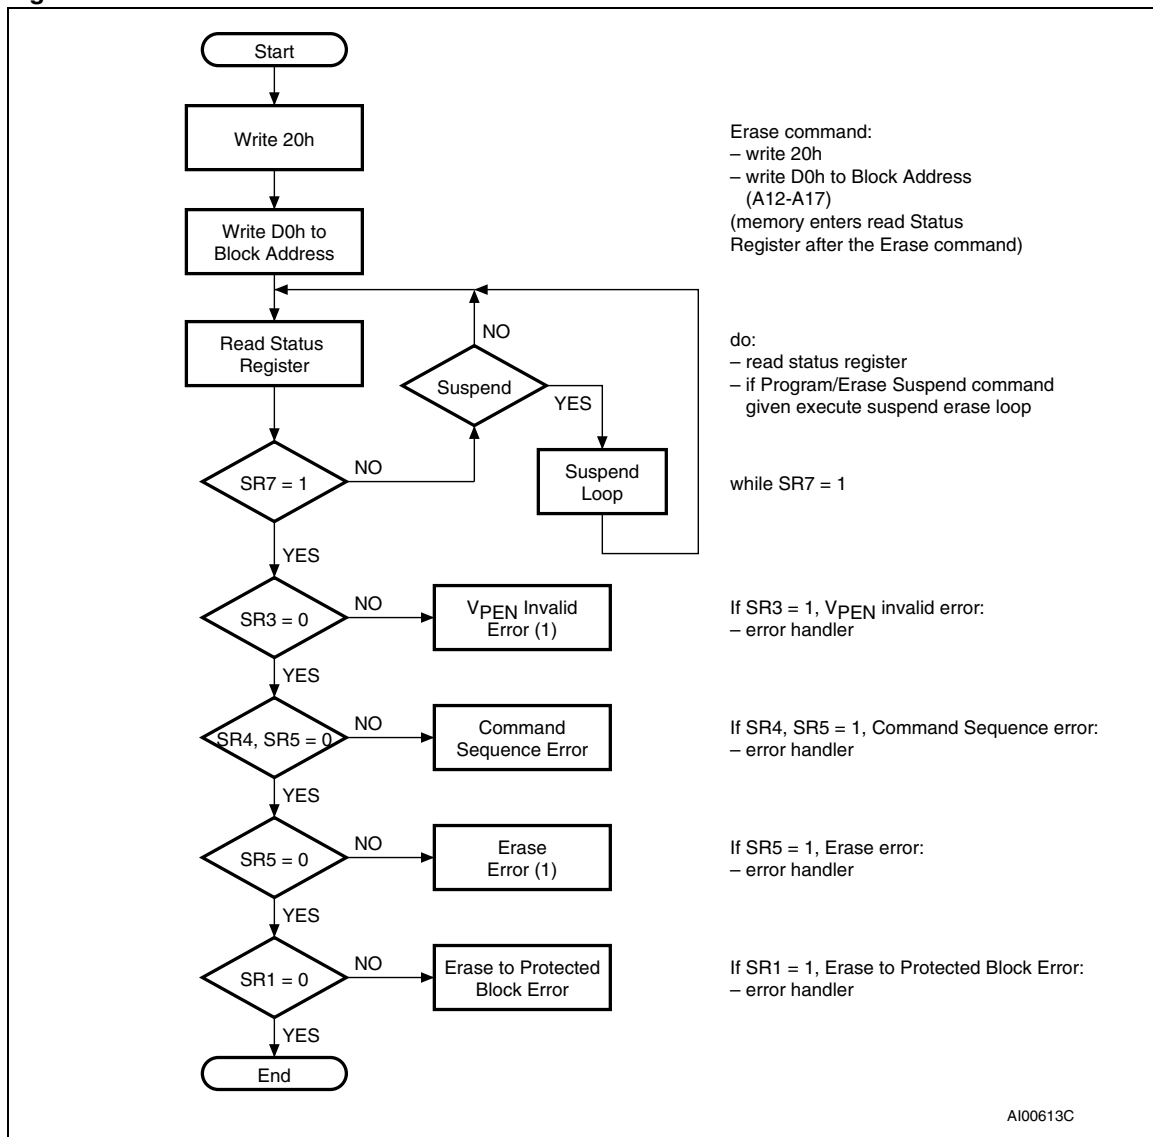 Start
Write 20h
Erase command:
– write 20h
– write D0h to Block Address
(A12-A17)
(memory enters read Status
Register after the Erase command)
Write D0h to
Block Address
NO
Read Status
Register
Suspend
YES
do:
– read status register
– if Program/Erase Suspend command
given execute suspend erase loop
SR7 = 1
NO
Suspend
Loop
while SR7 = 1
YES
SR3 = 0
NO
VPEN Invalid
Error (1)
If SR3 = 1, VPEN invalid error:
– error handler
YES
SR4, SR5 = 0
NO
Command
Sequence Error
If SR4, SR5 = 1, Command Sequence error:
– error handler
YES
SR5 = 0
NO
Erase
Error (1)
If SR5 = 1, Erase error:
– error handler
YES
SR1 = 0
NO
Erase to Protected
Block Error
If SR1 = 1, Erase to Protected Block Error:
– error handler
YES
End
AI00613C